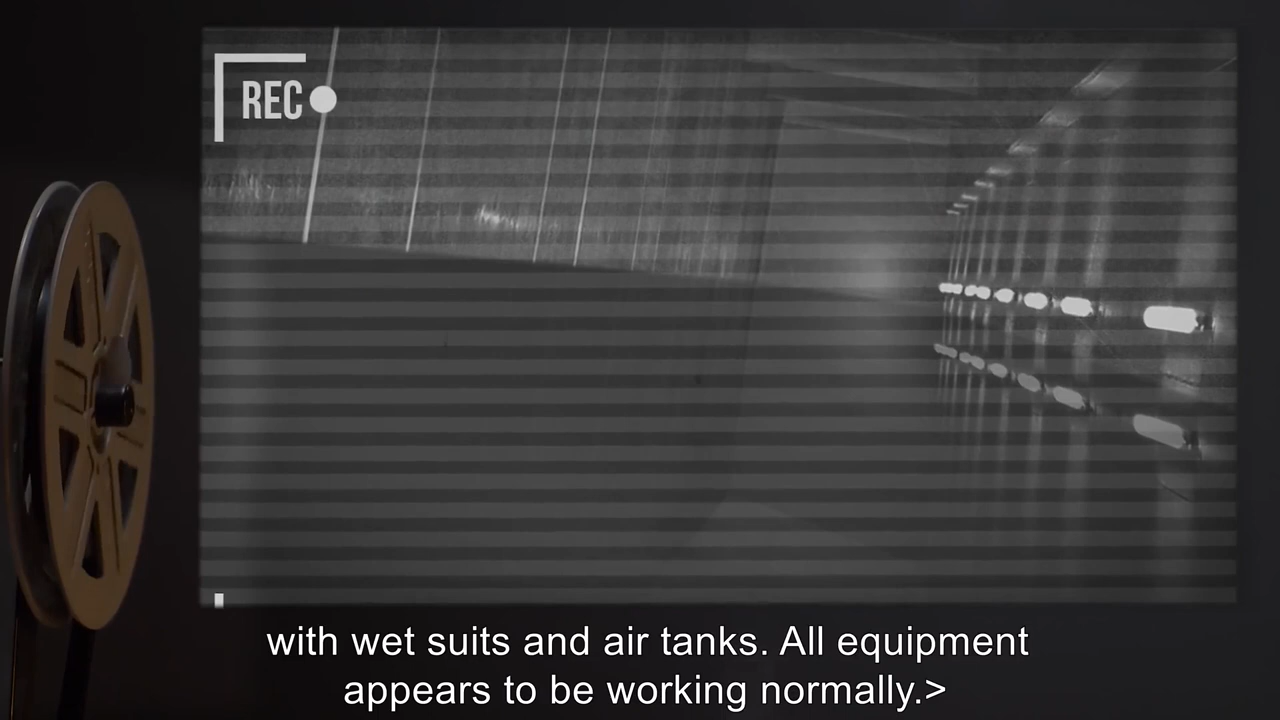 REC
with wet suits and air tanks. All equipment
appears to be working normally.>